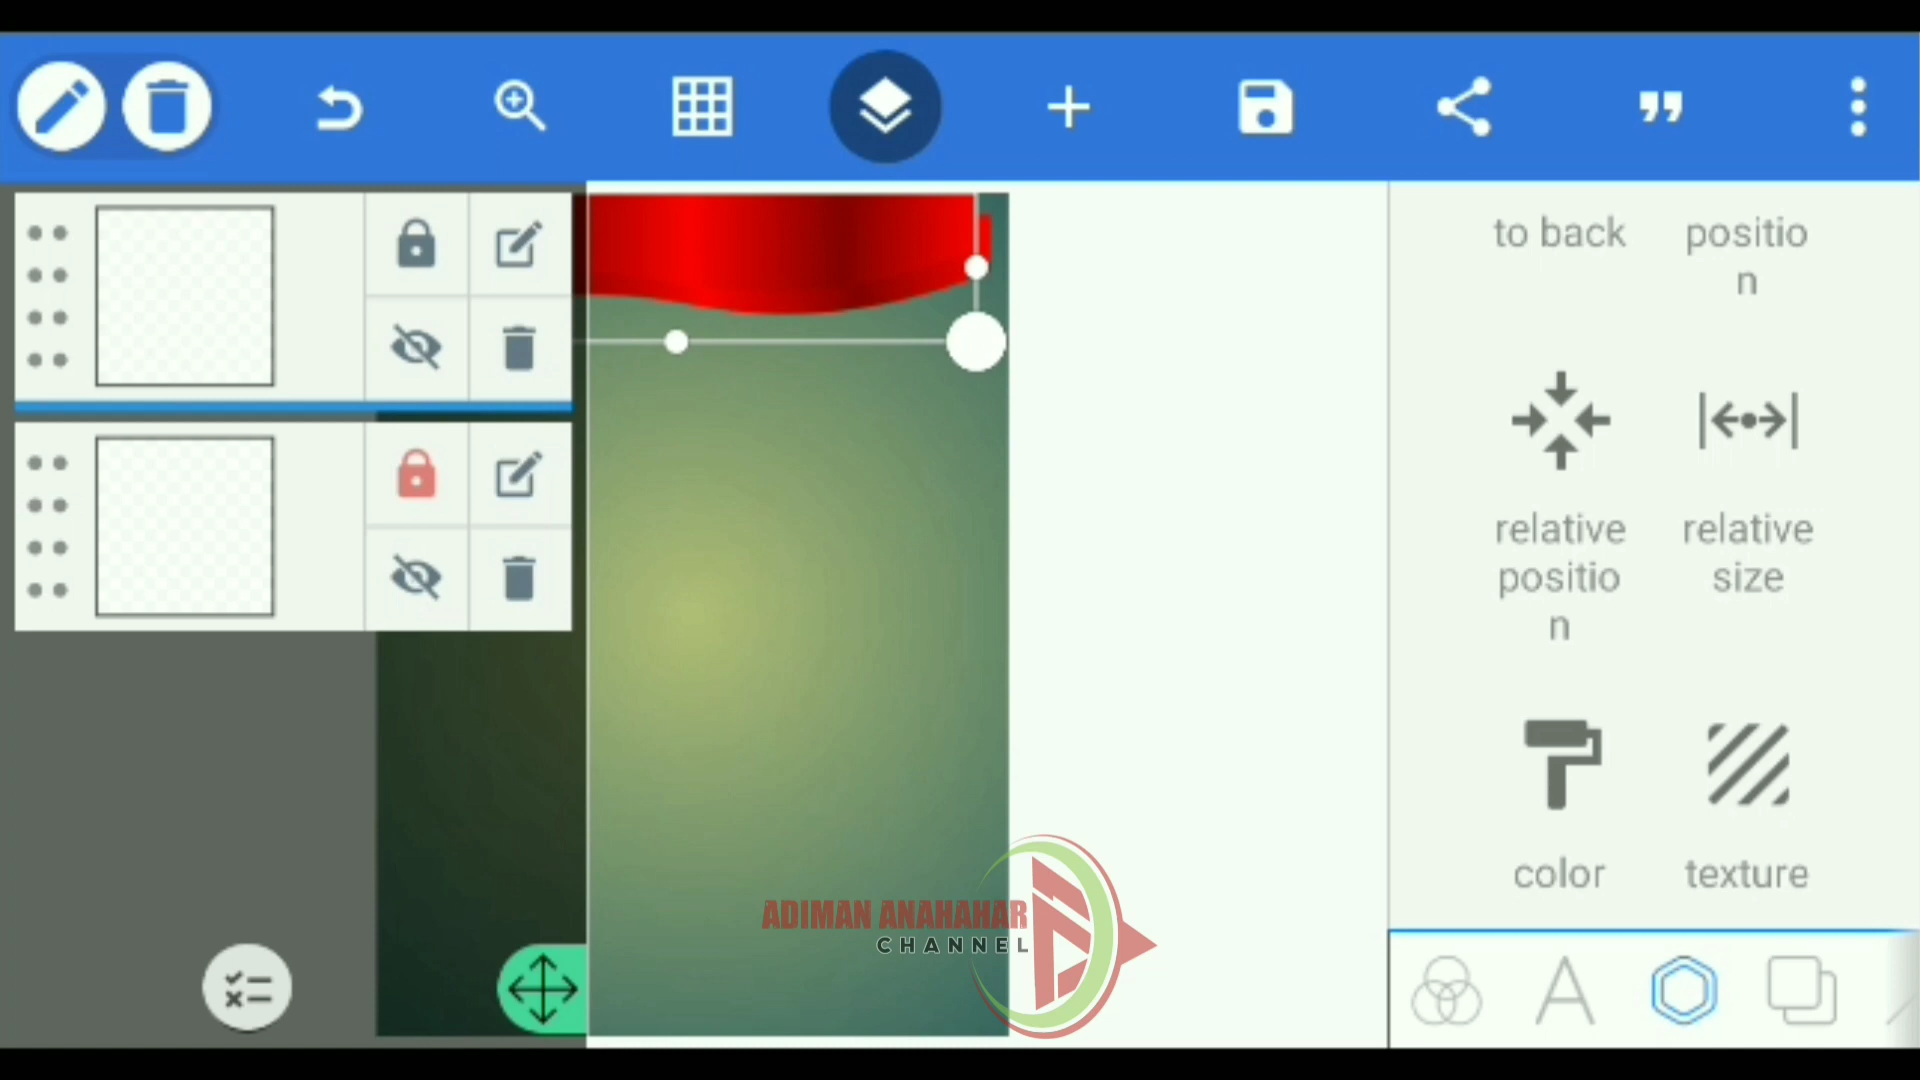 to back
positio
n
relative
positio
n
relative
size
color
texture
ADIMAN ANAHAHAR
CHANNEL